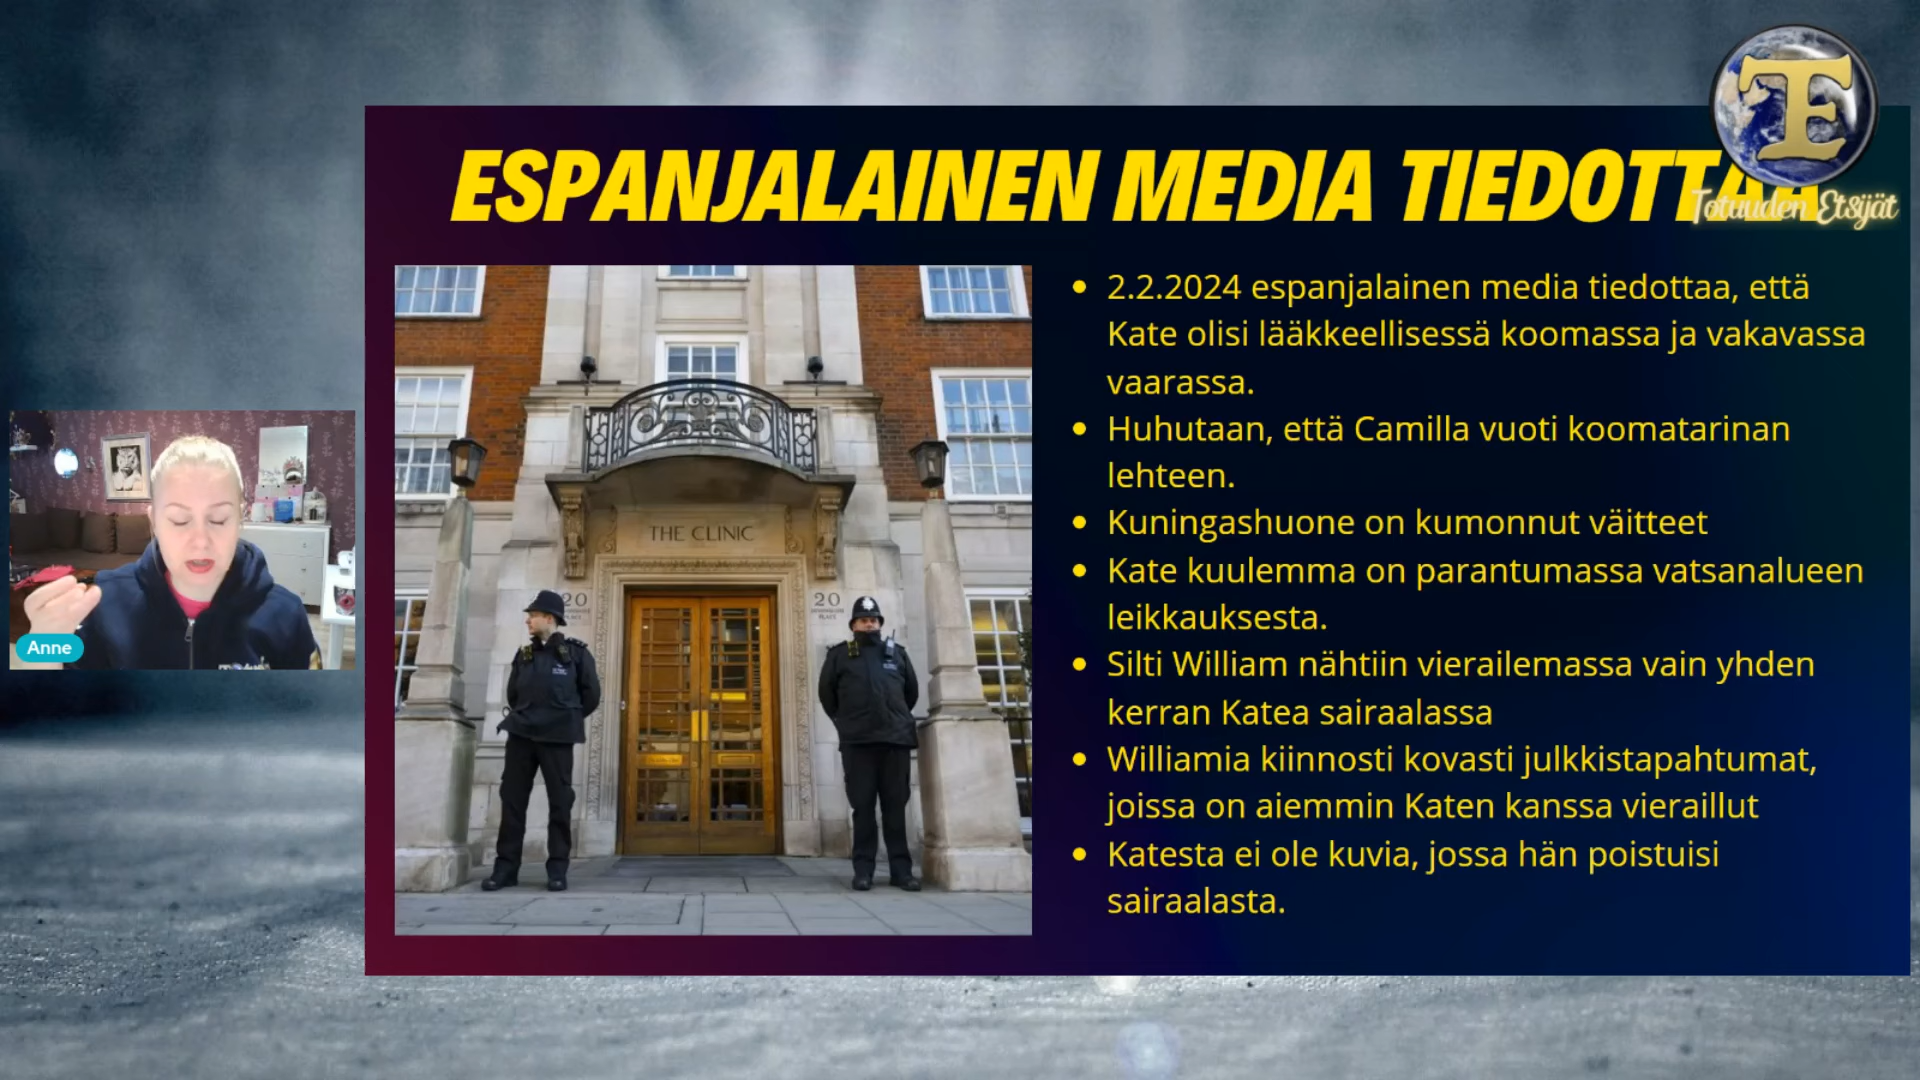 ESPANJALAINEN MEDIA TIEDOTTAA
Totuuden Etsijät
TE
2.2.2024 espanjalainen media tiedottaa, että
Kate olisi lääkkeellisessä koomassa ja vakavassa
vaarassa.
Huhutaan, että Camilla vuoti koomatarinan
lehteen.
Kuningashuone on kumonnut väitteet
Kate kuulemma on parantumassa vatsanalueen
leikkauksesta.
Silti William nähtiin vierailemassa vain yhden
kerran Katea sairaalassa
Williamia kiinnosti kovasti julkkistapahtumat,
joissa on aiemmin Katen kanssa vieraillut
Katesta ei ole kuvia, jossa hän poistuisi
sairaalasta.
THE CLINIC
20
20
Anne